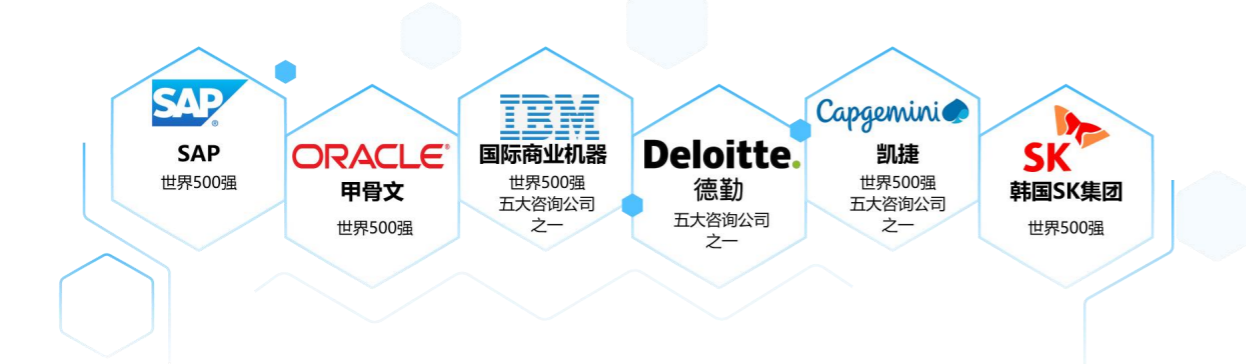 SAP
SAP
世界500强
ORACLE
甲骨文
世界500强
IBM
国际商业机器
世界500强
五大咨询公司
之一
Deloitte.
德勤
五大咨询公司
之一
Capgemini
凯捷
世界500强
五大咨询公司
之一
SK
韩国SK集团
世界500强